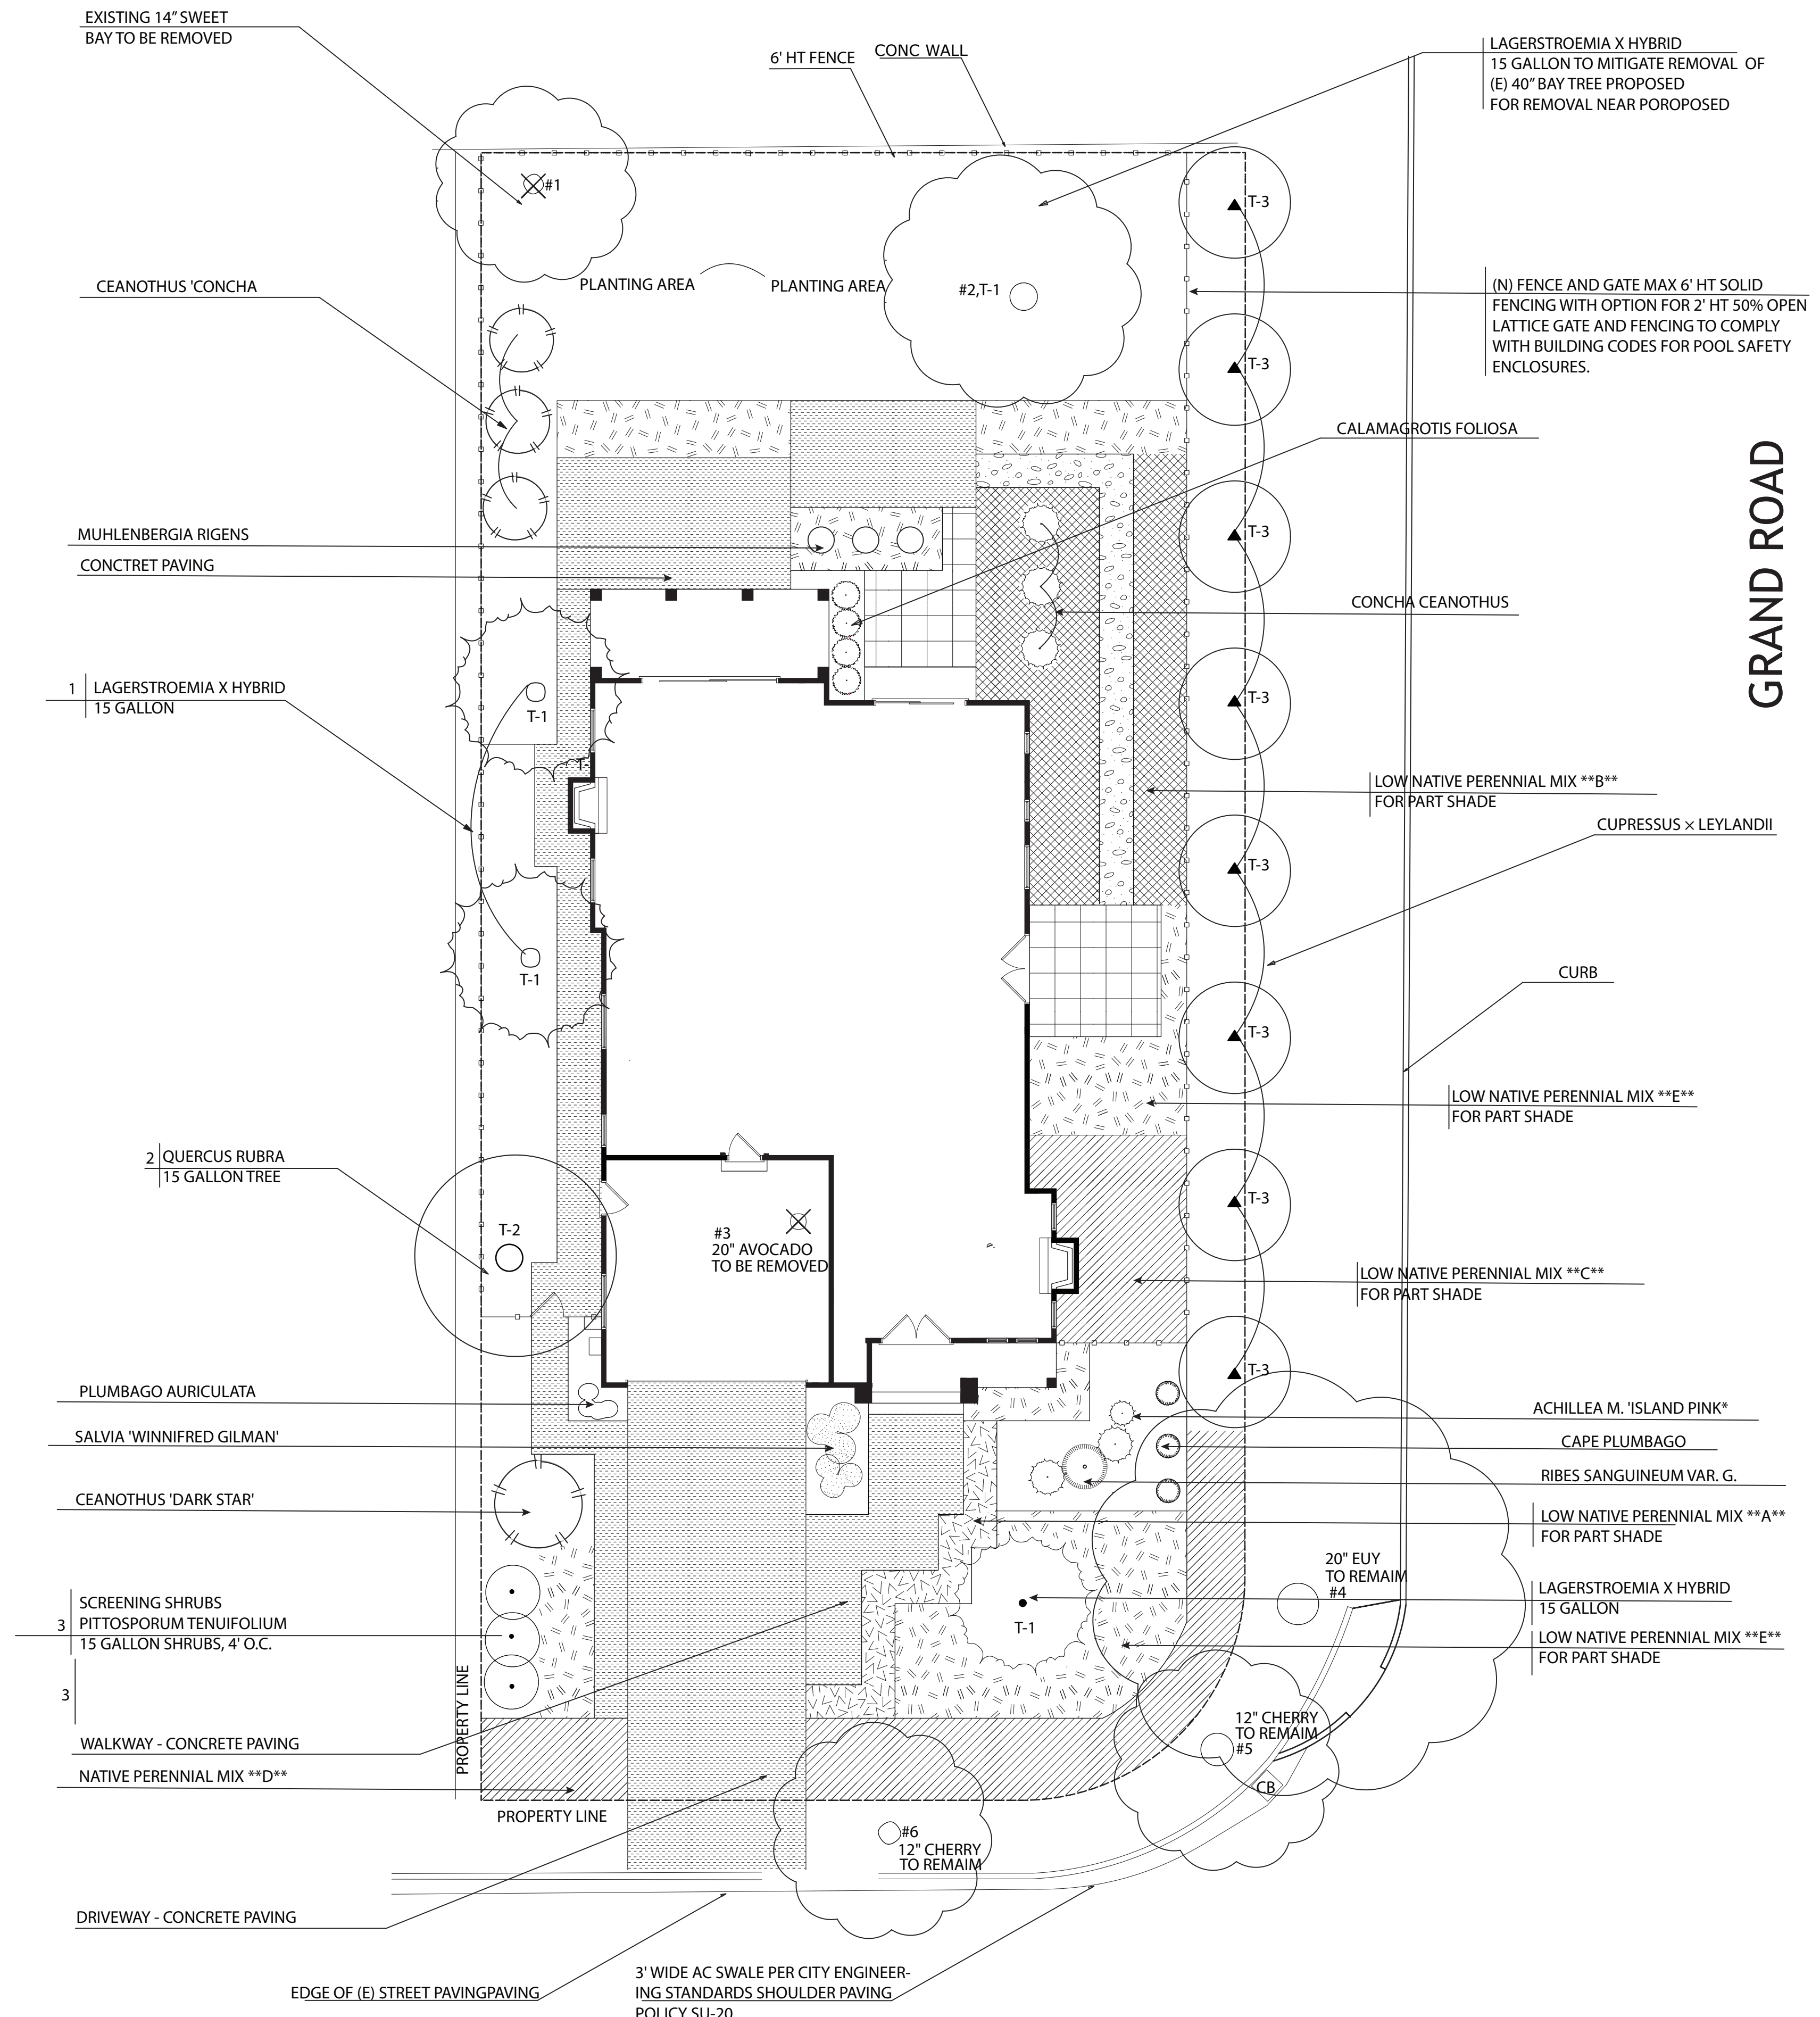 EXISTING 14" SWEET
BAY TO BE REMOVED
6' HT FENCE
CONC WALL
LAGERSTROEMIA X HYBRID
15 GALLON TO MITIGATE REMOVAL OF
(E) 40" BAY TREE PROPOSED
FOR REMOVAL NEAR POROPOSED
#1
T-3
CEANOTHUS 'CONCHA
PLANTING AREA
PLANTING AREA
#2,T-1
(N) FENCE AND GATE MAX 6' HT SOLID
FENCING WITH OPTION FOR 2' HT 50% OPEN
LATTICE GATE AND FENCING TO COMPLY
WITH BUILDING CODES FOR POOL SAFETY
ENCLOSURES.
T-3
CALAMAGROTIS FOLIOSA
GRAND ROAD
MUHLENBERGIA RIGENS
T-3
CONCTRET PAVING
CONCHA CEANOTHUS
1
LAGERSTROEMIA X HYBRID
15 GALLON
T-1
T-3
T-
LOW NATIVE PERENNIAL MIX **B**
FOR PART SHADE
CUPRESSUS × LEYLANDII
T-3
T-1
CURB
T-3
LOW NATIVE PERENNIAL MIX **E**
FOR PART SHADE
2
QUERCUS RUBRA
15 GALLON TREE
T-2
T-3
#3
20" AVOCADO
TO BE REMOVED
LOW NATIVE PERENNIAL MIX **C**
FOR PART SHADE
T-3
PLUMBAGO AURICULATA
ACHILLEA M. 'ISLAND PINK*
SALVIA 'WINNIFRED GILMAN'
CAPE PLUMBAGO
RIBES SANGUINEUM VAR. G.
CEANOTHUS 'DARK STAR'
LOW NATIVE PERENNIAL MIX **A**
FOR PART SHADE
20" EUY
TO REMAIM
#4
LAGERSTROEMIA X HYBRID
15 GALLON
3
SCREENING SHRUBS
PITTOSPORUM TENUIFOLIUM
15 GALLON SHRUBS, 4' O.C.
T-1
LOW NATIVE PERENNIAL MIX **E**
FOR PART SHADE
3
PROPERTY LINE
12" CHERRY
TO REMAIM
#5
WALKWAY - CONCRETE PAVING
NATIVE PERENNIAL MIX **D**
CB
PROPERTY LINE
#6
12" CHERRY
TO REMAIM
DRIVEWAY - CONCRETE PAVING
EDGE OF (E) STREET PAVINGPAVING
3' WIDE AC SWALE PER CITY ENGINEER-
ING STANDARDS SHOULDER PAVING
POLICY SU-20